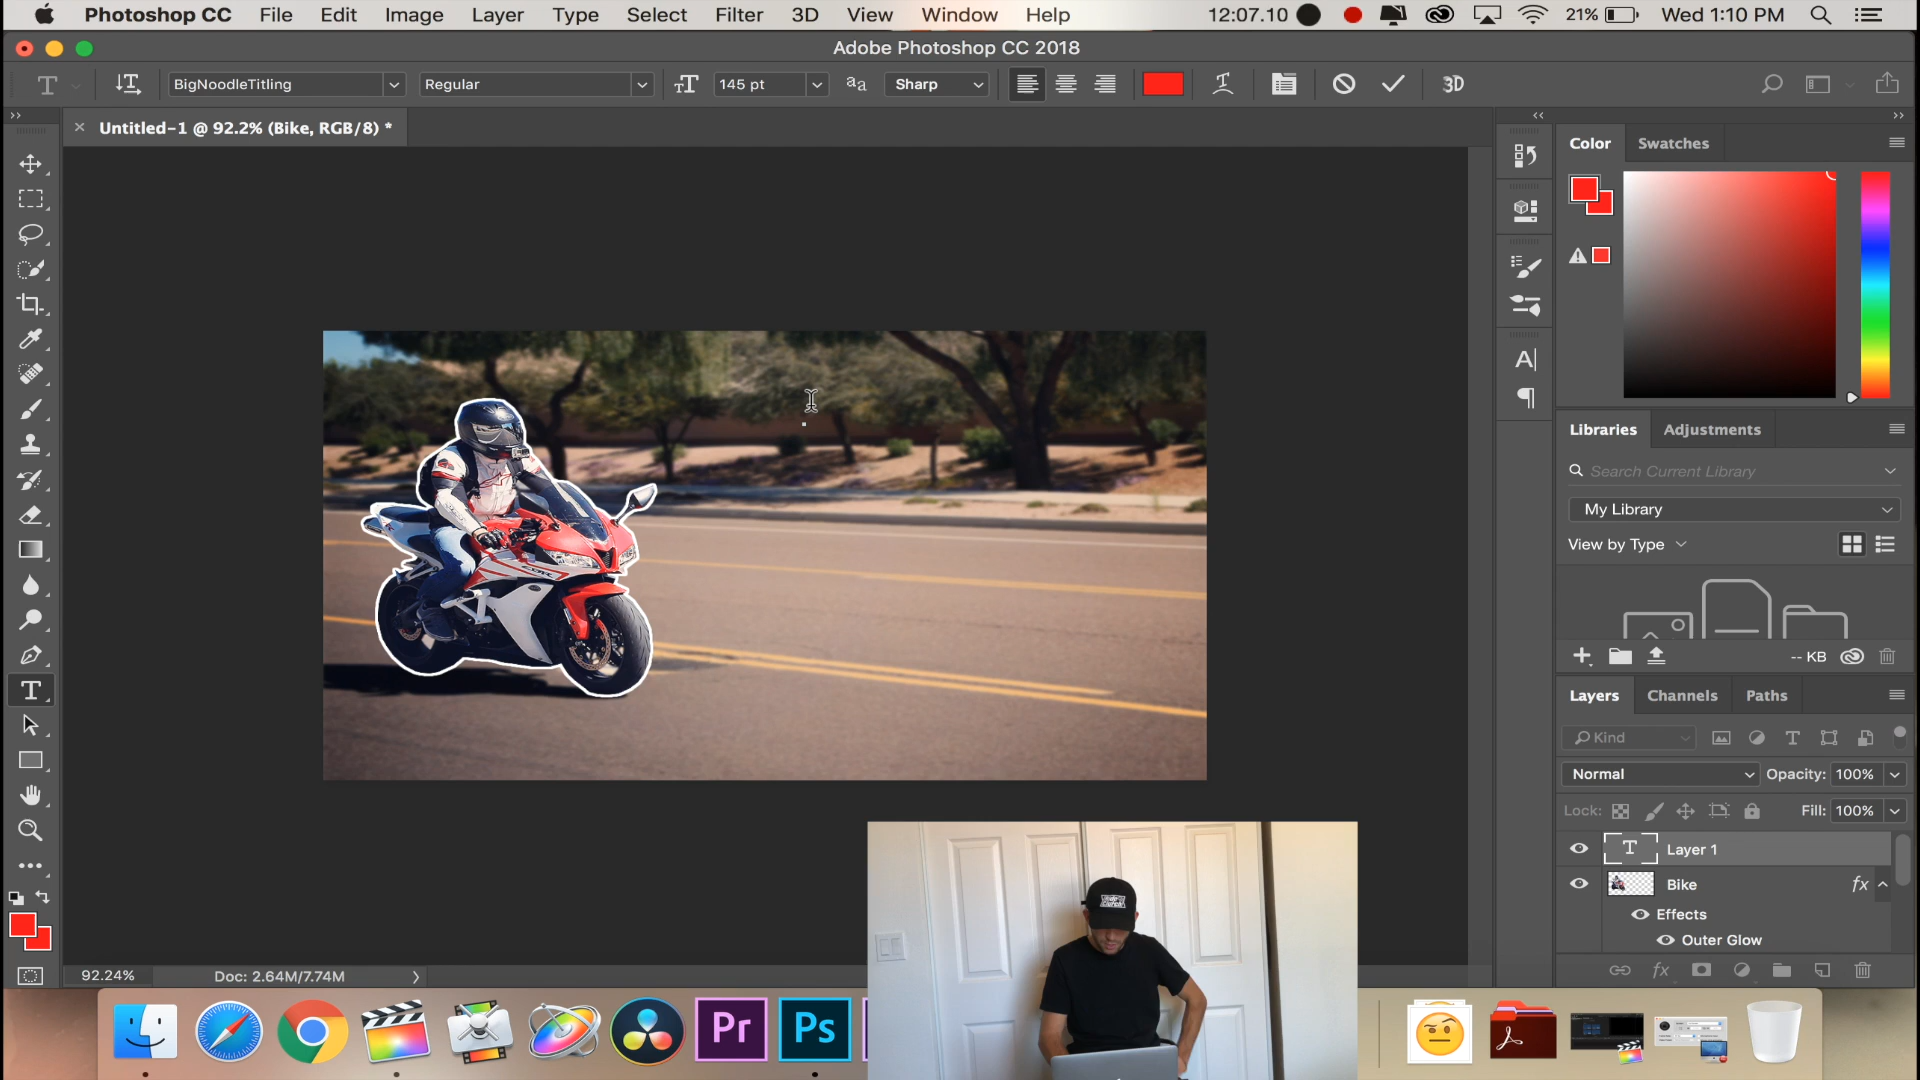 Photoshop CC File Edit Image Layer Type Select Filter 3D View Window Help 12:07.10 21% Wed 1:10 PM
Adobe Photoshop CC 2018
BigNoodleTitling Regular 145 pt Sharp 3D
Untitled-1 @ 92.2% (Bike, RGB/8) *
Color Swatches
Libraries Adjustments
Search Current Library
My Library
View by Type
-- KB
Layers Channels Paths
Kind
Normal Opacity: 100%
Lock: Fill: 100%
Layer 1
Bike fx
Effects
Outer Glow
fx
92.24% Doc: 2.64M/7.74M
Pr Ps